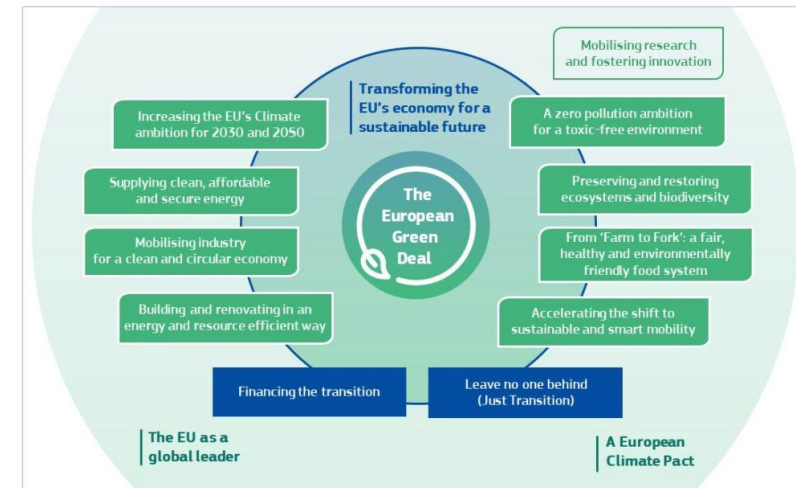 Mobilising research
and fostering innovation
Transforming the
EU's economy for a
sustainable future
Increasing the EU's Climate
ambition for 2030 and 2050
A zero pollution ambition
for a toxic-free environment
Supplying clean, affordable
and secure energy
Preserving and restoring
ecosystems and biodiversity
The
European
Green
Deal
Mobilising industry
for a clean and circular economy
From 'Farm to Fork': a fair,
healthy and environmentally
friendly food system
Building and renovating in an
energy and resource efficient way
Accelerating the shift to
sustainable and smart mobility
Financing the transition
Leave no one behind
(Just Transition)
The EU as a
global leader
A European
Climate Pact